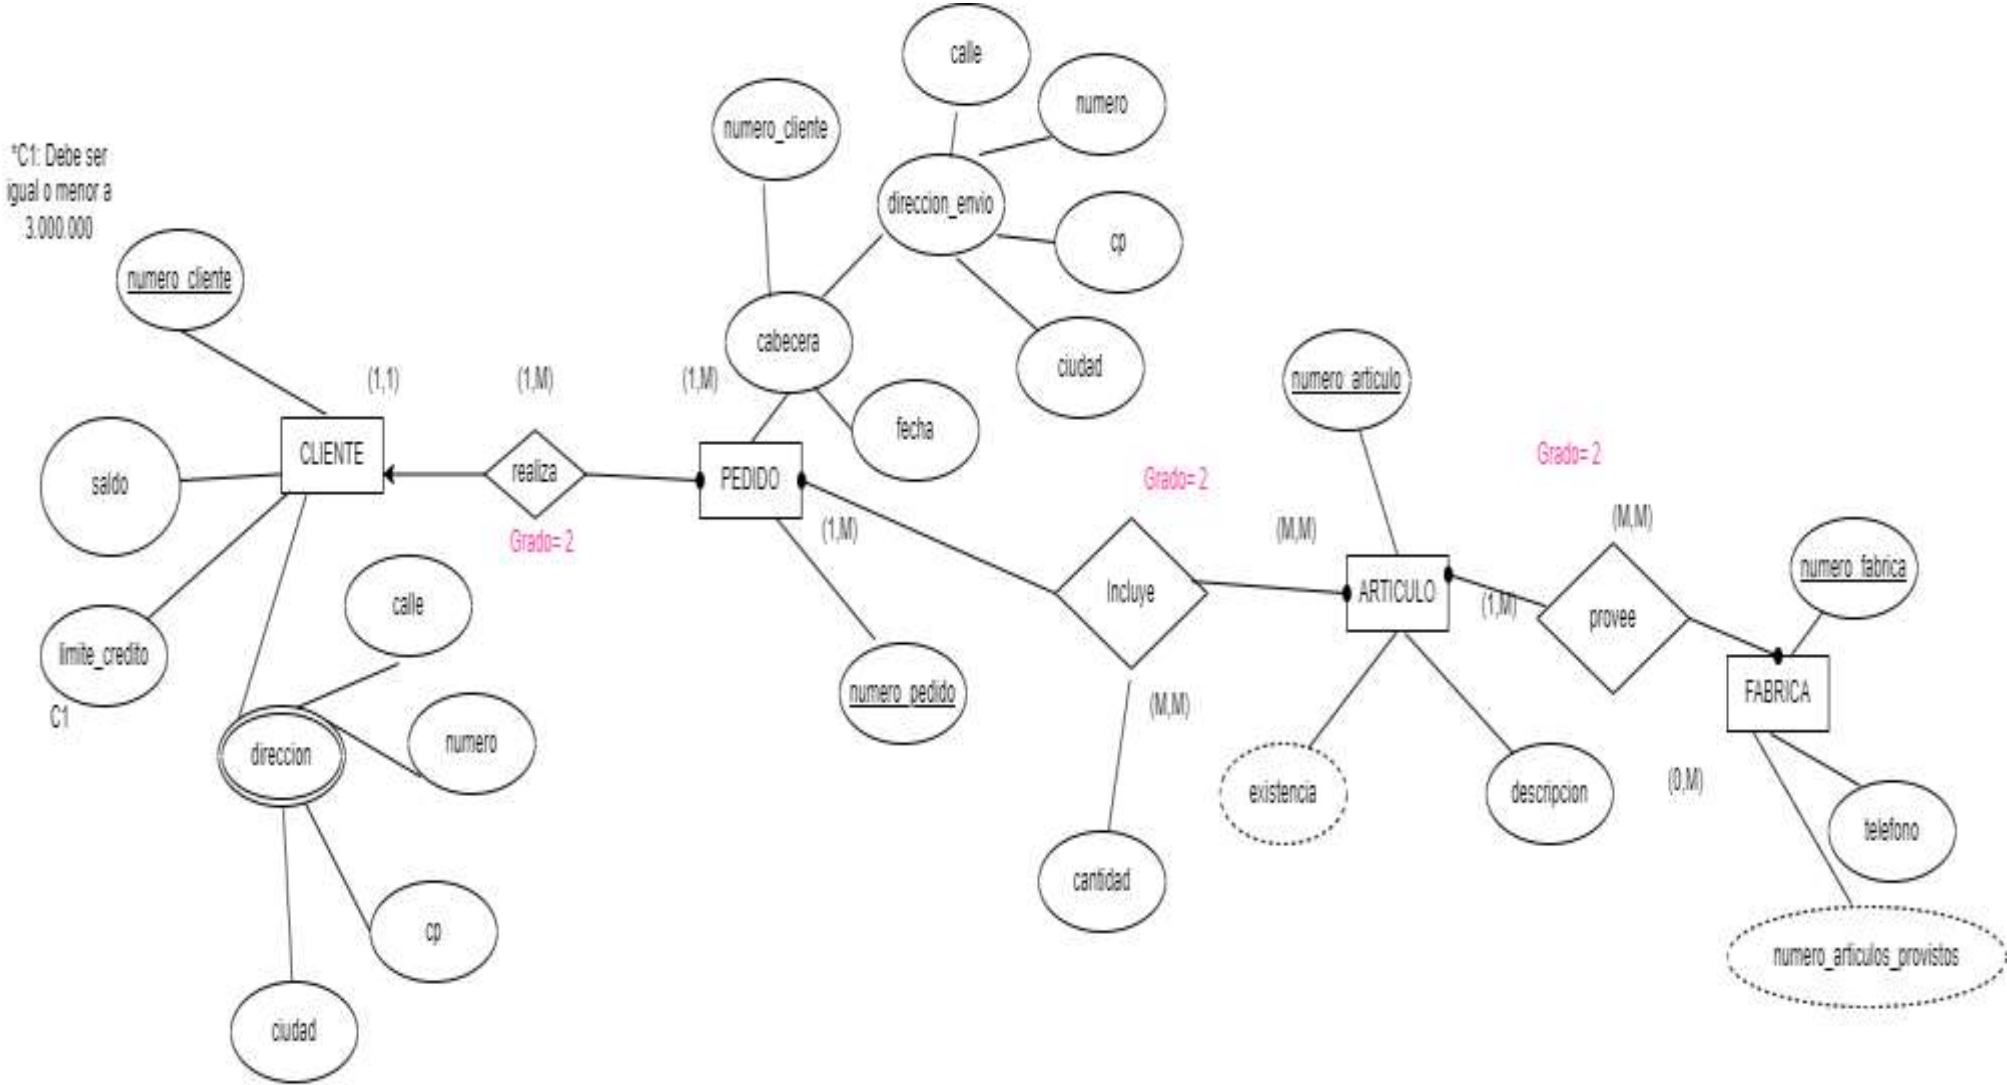 calle
numero
numero_cliente
*C1: Debe ser
igual o menor a
3.000.000
direccion_envio
cp
numero_cliente
cabecera
ciudad
(1,1)
(1,M)
(1,M)
numero_articulo
fecha
CLIENTE
realiza
PEDIDO
Grado= 2
Grado= 2
saldo
Grado= 2
(1,M)
(M,M)
(M,M)
numero_fabrica
calle
Incluye
ARTICULO
(1,M)
provee
limite_credito
C1
numero_pedido
(M,M)
FABRICA
direccion
numero
existencia
descripcion
(0,M)
telefono
cantidad
cp
numero_articulos_provistos
ciudad